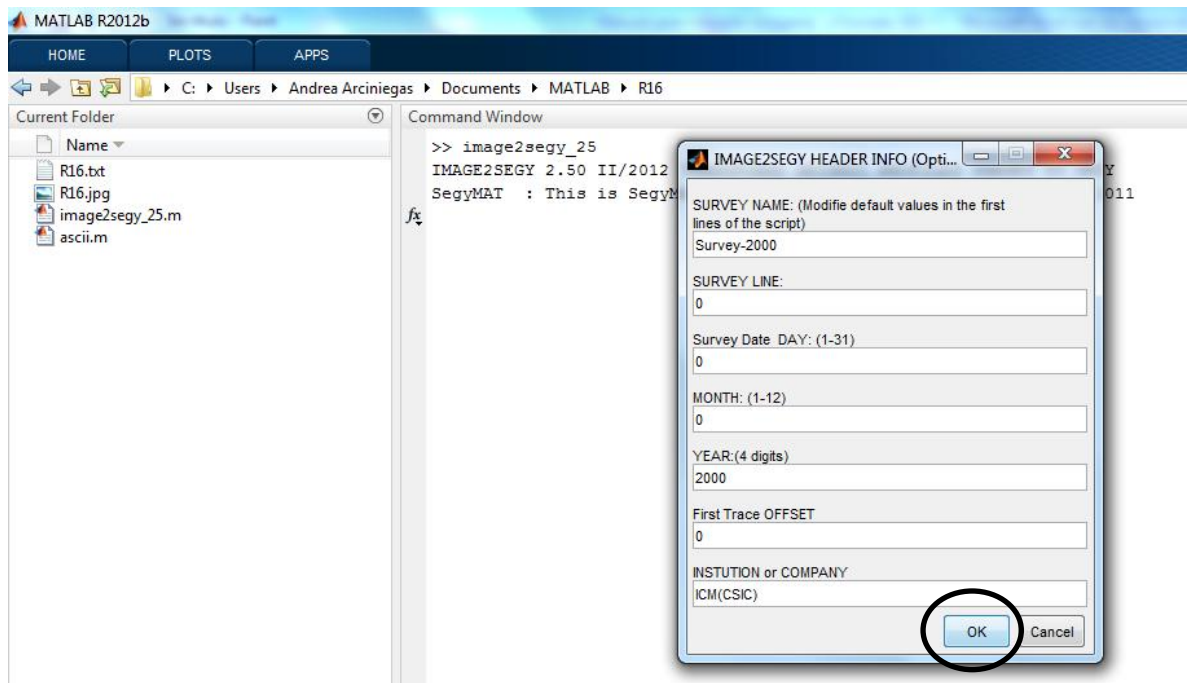 MATLAB R2012b
HOME PLOTS APPS
C: Users Andrea Arciniegas Documents MATLAB R16
Current Folder
Command Window
Name
R16.txt
R16.jpg
image2segy_25.m
ascii.m
>> image2segy_25
IMAGE2SEGY 2.50 II/2012
Y
SegyMAT : This is SegyM
011
fx
IMAGE2SEGY HEADER INFO (Opti...
SURVEY NAME: (Modifie default values in the first
lines of the script)
Survey-2000
SURVEY LINE:
0
Survey Date DAY: (1-31)
0
MONTH: (1-12)
0
YEAR:(4 digits)
2000
First Trace OFFSET
0
INSTUTION or COMPANY
ICM(CSIC)
OK Cancel